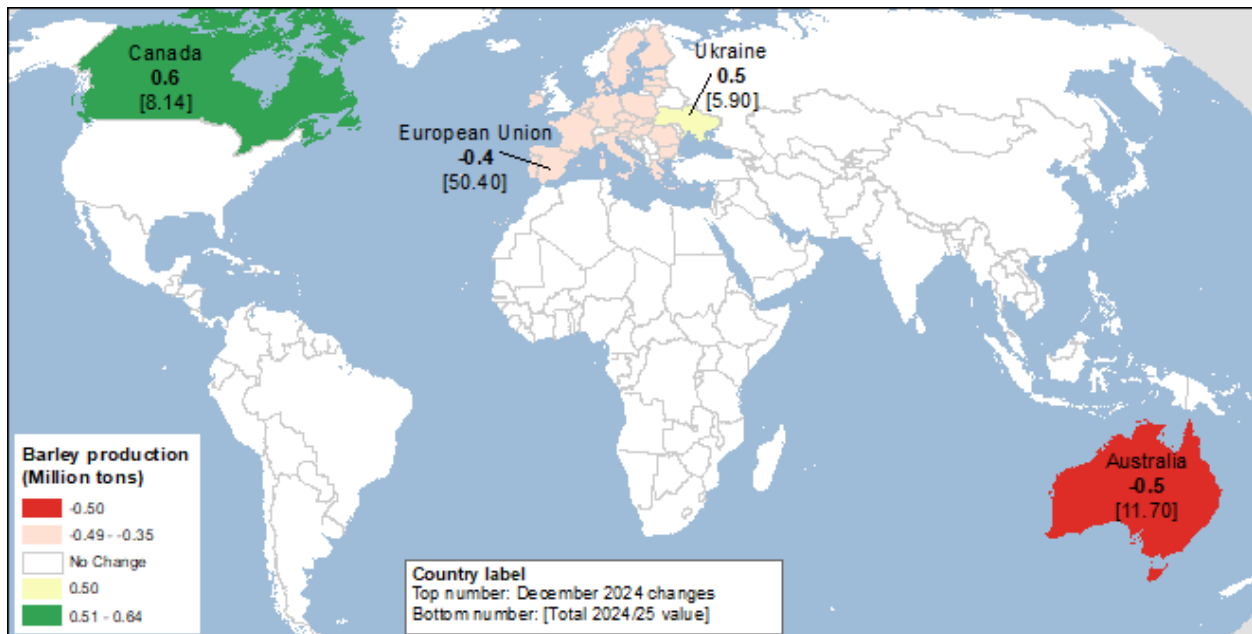 Canada
0.6
[8.14]
Ukraine
0.5
[5.90]
European Union
-0.4
[50.40]
Australia
-0.5
[11.70]
Barley production
(Million tons)
-0.50
-0.49 - -0.35
No Change
0.50
0.51 - 0.64
Country label
Top number: December 2024 changes
Bottom number: [Total 2024/25 value]